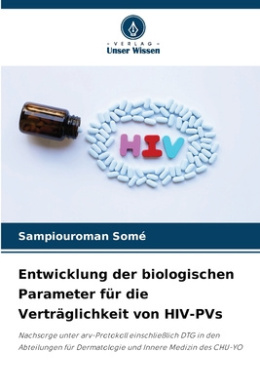 • VERLAG •
Unser Wissen
HIV
Sampiouroman Somé
Entwicklung der biologischen
Parameter für die
Verträglichkeit von HIV-PVs
Nachsorge unter arv-Protokoll einschließlich DTG in den
Abteilungen für Dermatologie und Innere Medizin des CHU-YO